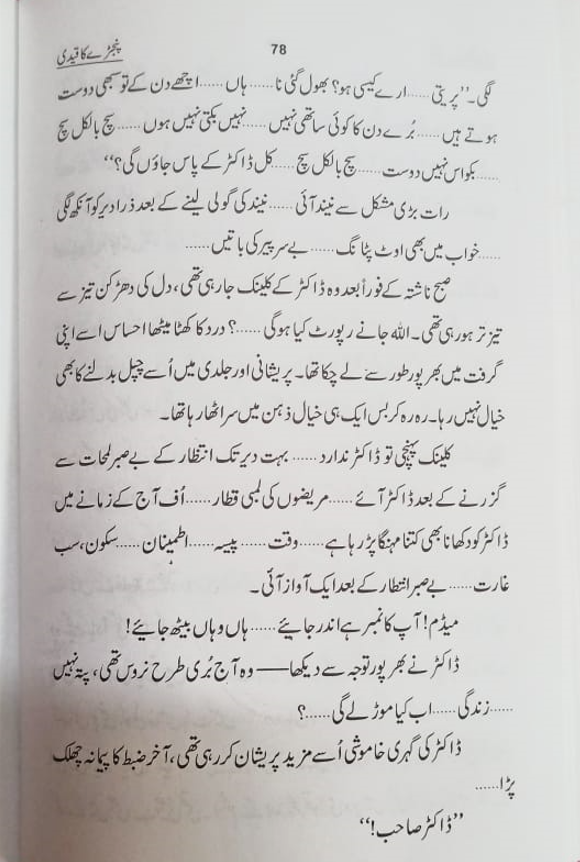 78
پنجڑے کا قیدی
لگی۔’’پریتی......ارے کیسی ہو؟ بھول گئی نا......ہاں......اچھے دن کے تو سبھی دوست
ہوتے ہیں......بُرے دن کا کوئی ساتھی نہیں......نہیں بکتی نہیں ہوں......سچ بالکل سچ
......بکواس نہیں دوست......سچ بالکل سچ......کل ڈاکٹر کے پاس جاؤں گی؟‘‘
رات بڑی مشکل سے نیند آئی......نیند کی گولی لینے کے بعد ذرا دیر کو آنکھ لگی
......خواب میں بھی اوٹ پٹانگ......بے سر پیر کی باتیں......
صبح ناشتہ کے فوراً بعد وہ ڈاکٹر کے کلینک جارہی تھی، دل کی دھڑکن تیز سے
تیز تر ہورہی تھی۔ اللہ جانے رپورٹ کیا ہوگی......؟ درد کا کھٹا میٹھا احساس اسے اپنی
گرفت میں بھرپور طور سے لے چکا تھا۔ پریشانی اور جلدی میں اُسے چپل بدلنے کا بھی
خیال نہیں رہا۔ رہ رہ کر بس ایک ہی خیال ذہن میں سر اٹھا رہا تھا۔
کلینک پہنچی تو ڈاکٹر ندارد......بہت دیر تک انتظار کے بے صبر لمحات سے
گزرنے کے بعد ڈاکٹر آئے......مریضوں کی لمبی قطار......اُف آج کے زمانے میں
ڈاکٹر کو دکھانا بھی کتنا مہنگا پڑ رہا ہے......وقت......پیسہ......اطمینان......سکون، سب
غارت......بے صبر انتظار کے بعد ایک آواز آئی۔
میڈم! آپ کا نمبر ہے اندر جائیے......ہاں وہاں بیٹھ جائیے!
ڈاکٹر نے بھرپور توجہ سے دیکھا——وہ آج بُری طرح نروس تھی، پتہ نہیں
......زندگی......اب کیا موڑ لے گی......؟
ڈاکٹر کی گہری خاموشی اُسے مزید پریشان کررہی تھی، آخر ضبط کا پیمانہ چھلک
پڑا......
’’ڈاکٹر صاحب!‘‘